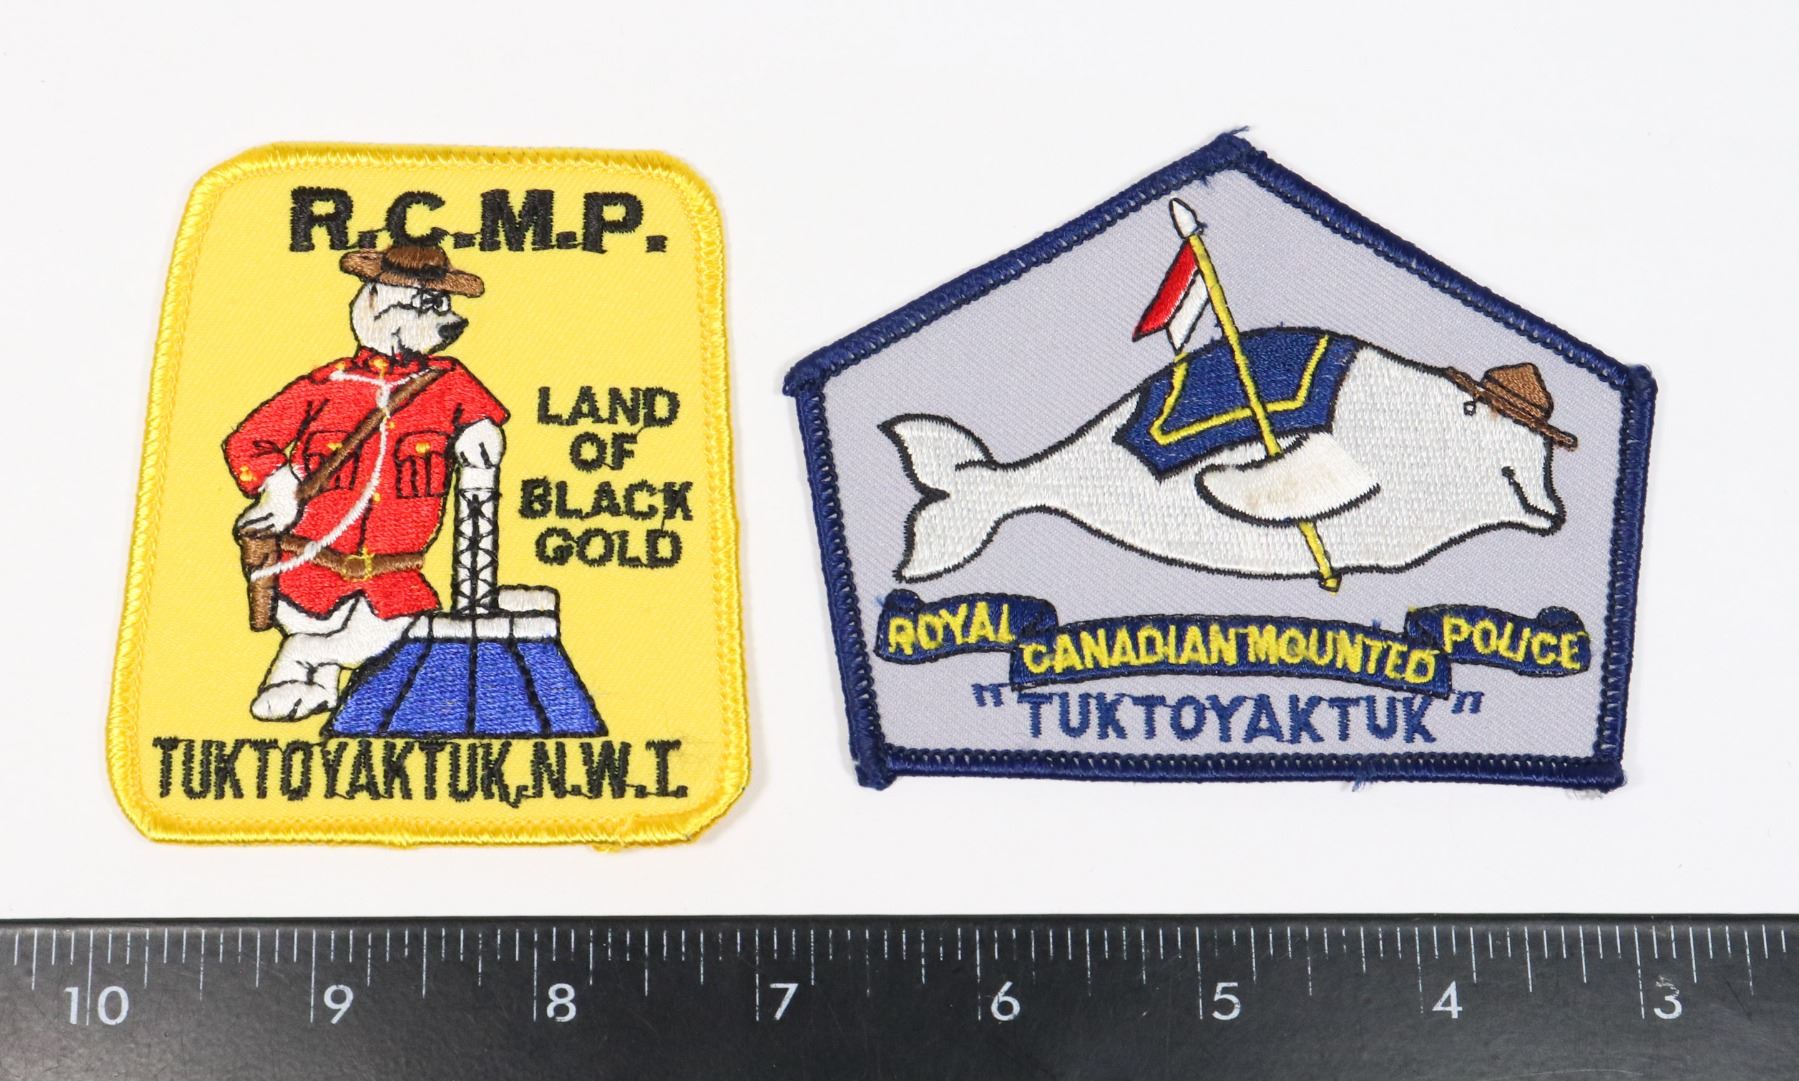 R.C.M.P.
LAND
OF
BLACK
GOLD
TUKTOYAKTUK,N.W.T.
ROYAL CANADIAN MOUNTED POLICE
"TUKTOYAKTUK"
10 9 8 7 6 5 4 3